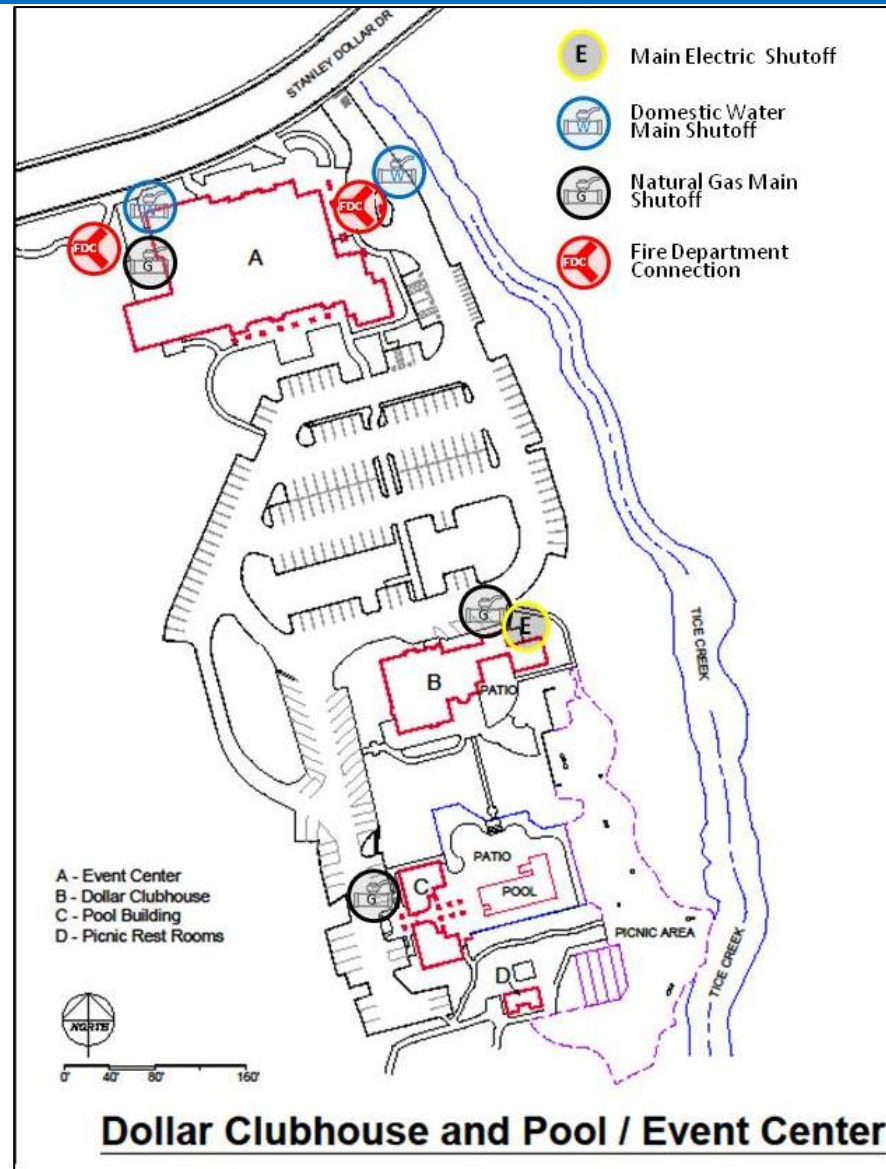 STANLEY DOLLAR DR
E Main Electric Shutoff
W Domestic Water
Main Shutoff
G Natural Gas Main
Shutoff
FDC Fire Department
Connection
W
FDC
W
FDC
G
A
G
E
B
PATIO
TICE CREEK
PATIO
C
POOL
G
A - Event Center
B - Dollar Clubhouse
C - Pool Building
D - Picnic Rest Rooms
PICNIC AREA
D
TICE CREEK
NORTH
0' 40' 80' 160'
Dollar Clubhouse and Pool / Event Center